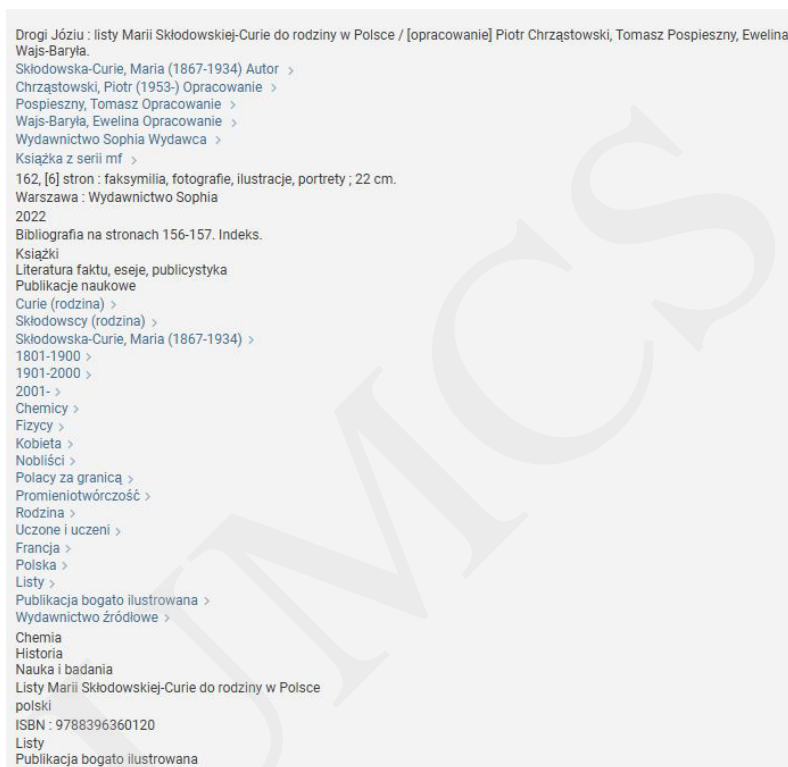 Drogi Józiu : listy Marii Skłodowskiej-Curie do rodziny w Polsce / [opracowanie] Piotr Chrząstowski, Tomasz Pospieszny, Ewelina
Wajs-Baryła.
Skłodowska-Curie, Maria (1867-1934) Autor >
Chrząstowski, Piotr (1953-) Opracowanie >
Pospieszny, Tomasz Opracowanie >
Wajs-Baryła, Ewelina Opracowanie >
Wydawnictwo Sophia Wydawca >
Książka z serii mf >
162, [6] stron : faksymilia, fotografie, ilustracje, portrety ; 22 cm.
Warszawa : Wydawnictwo Sophia
2022
Bibliografia na stronach 156-157. Indeks.
Książki
Literatura faktu, eseje, publicystyka
Publikacje naukowe
Curie (rodzina) >
Skłodowscy (rodzina) >
Skłodowska-Curie, Maria (1867-1934) >
1801-1900 >
1901-2000 >
2001- >
Chemicy >
Fizycy >
Kobieta >
Nobliści >
Polacy za granicą >
Promieniotwórczość >
Rodzina >
Uczone i uczeni >
Francja >
Polska >
Listy >
Publikacja bogato ilustrowana >
Wydawnictwo źródłowe >
Chemia
Historia
Nauka i badania
Listy Marii Skłodowskiej-Curie do rodziny w Polsce
polski
ISBN : 9788396360120
Listy
Publikacja bogato ilustrowana
UMCS